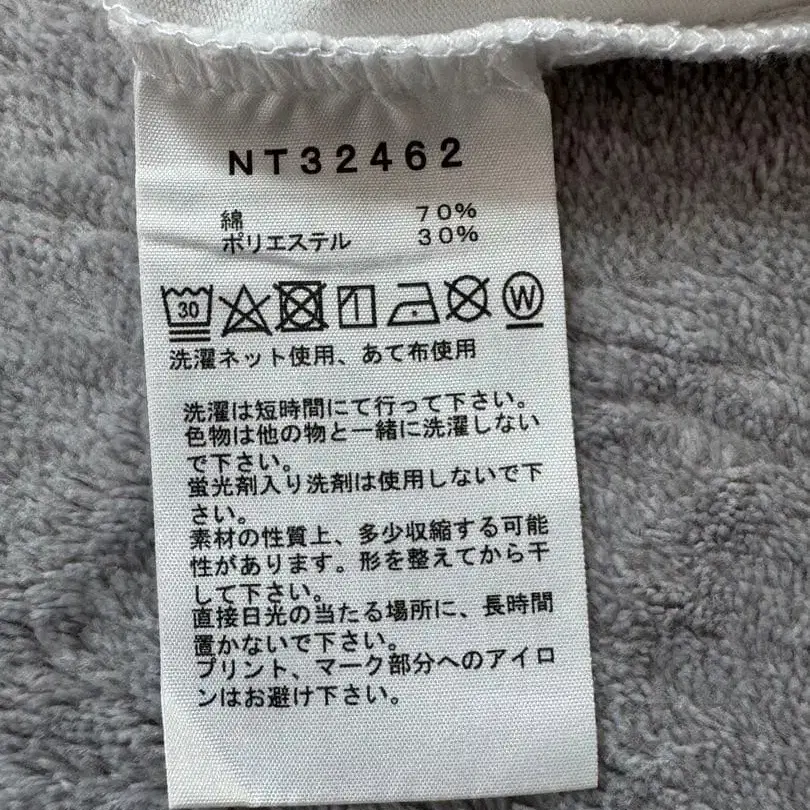 NT32462
綿 70%
ポリエステル 30%
30 W
洗濯ネット使用、あて布使用
洗濯は短時間にて行って下さい。
色物は他の物と一緒に洗濯しない
で下さい。
蛍光剤入り洗剤は使用しないで下
さい。
素材の性質上、多少収縮する可能
性があります。形を整えてから干
して下さい。
直接日光の当たる場所に、長時間
置かないで下さい。
プリント、マーク部分へのアイロ
ンはお避け下さい。